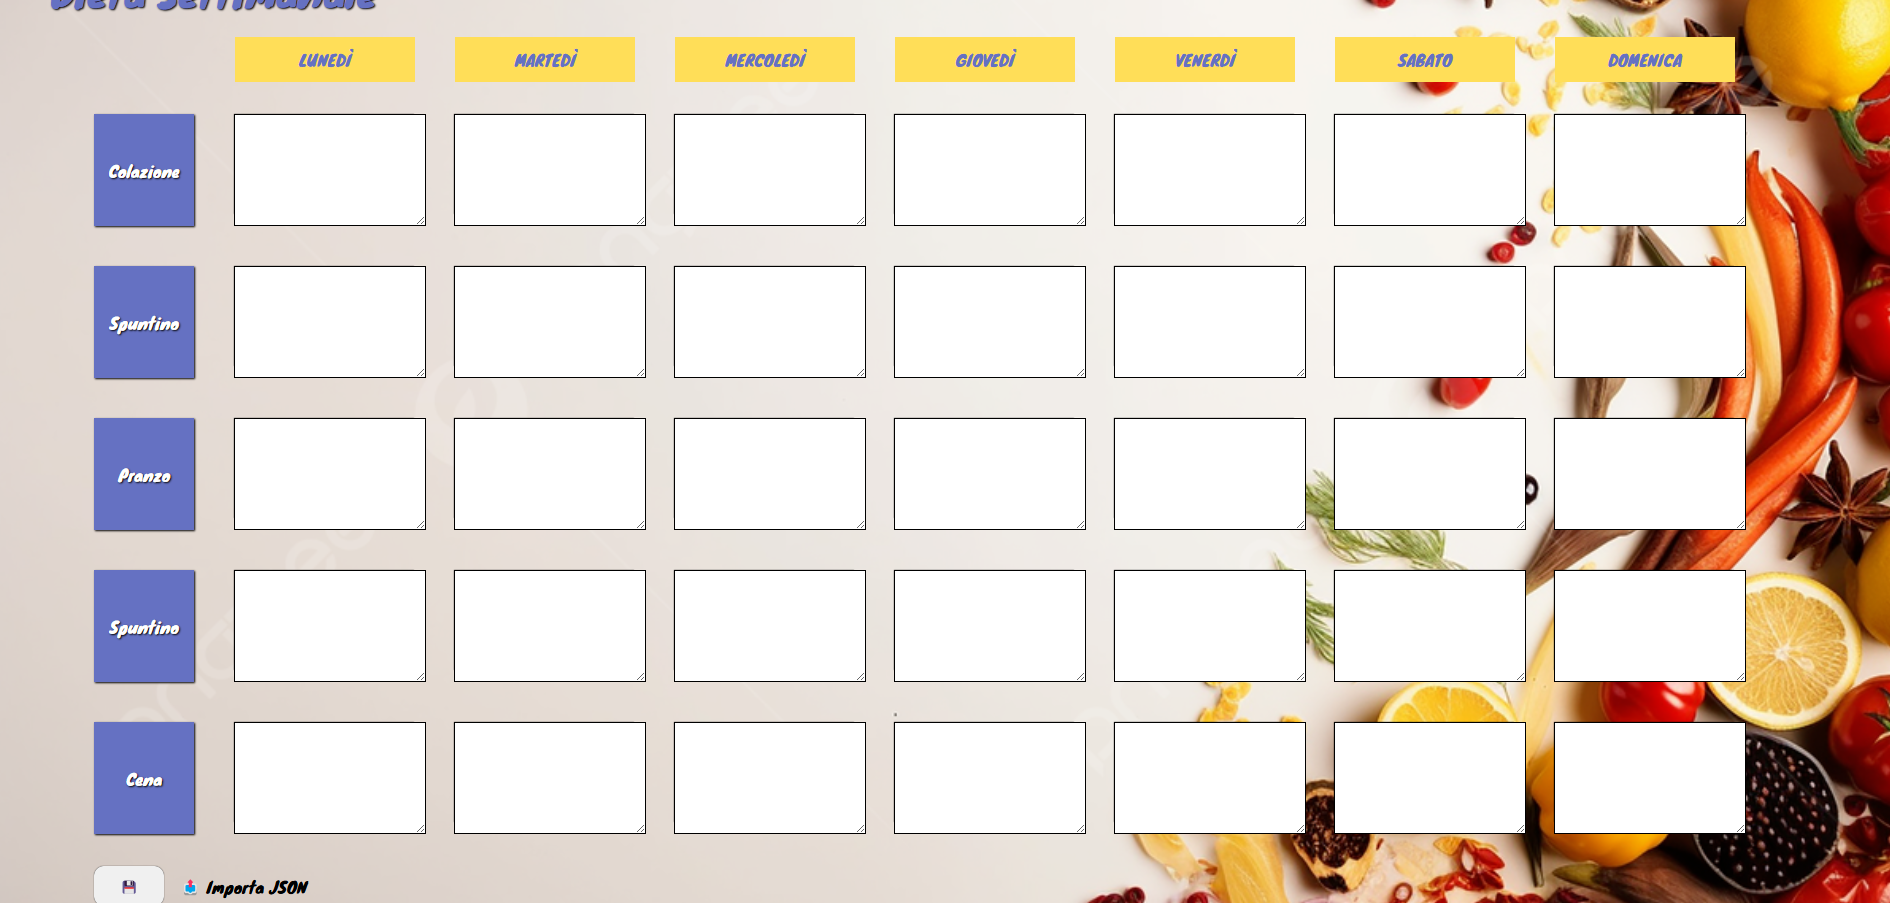 Dieta Settimanale
LUNEDÌ MARTEDÌ MERCOLEDÌ GIOVEDÌ VENERDÌ SABATO DOMENICA
Colazione
Spuntino
Pranzo
Spuntino
Cena
Importa JSON